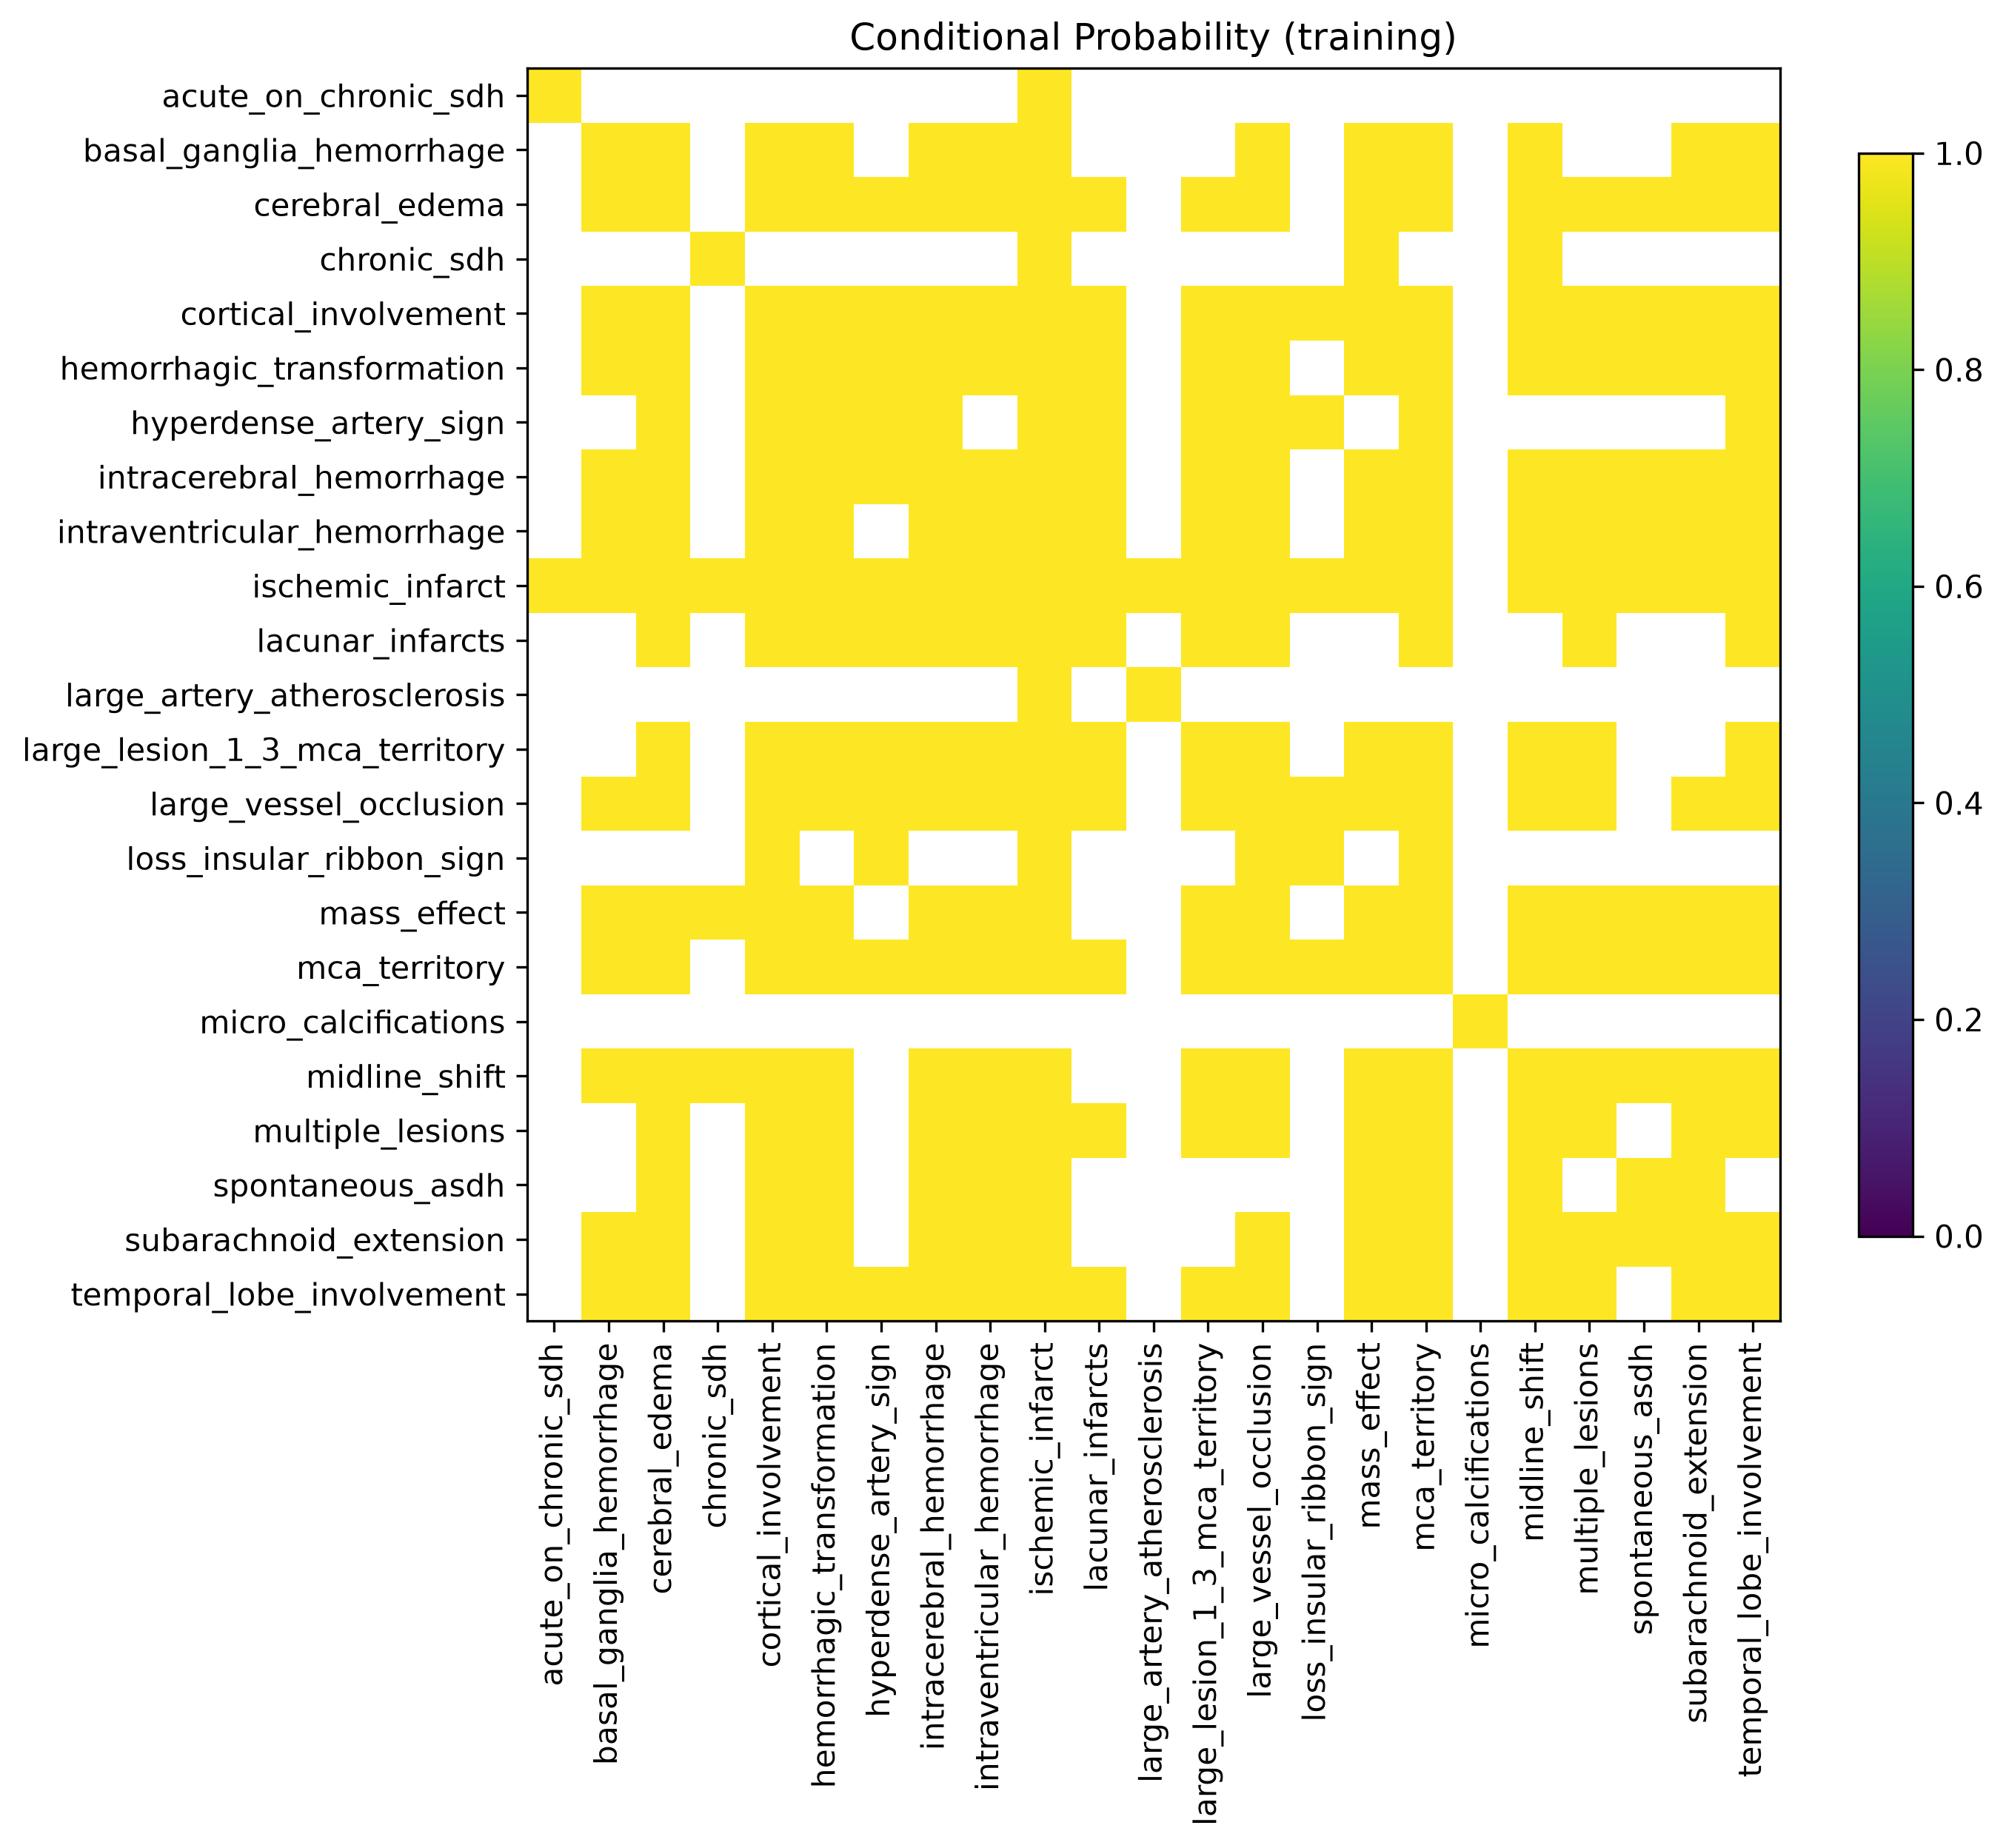 Conditional Probability (training)
acute_on_chronic_sdh
basal_ganglia_hemorrhage
cerebral_edema
chronic_sdh
cortical_involvement
hemorrhagic_transformation
hyperdense_artery_sign
intracerebral_hemorrhage
intraventricular_hemorrhage
ischemic_infarct
lacunar_infarcts
large_artery_atherosclerosis
large_lesion_1_3_mca_territory
large_vessel_occlusion
loss_insular_ribbon_sign
mass_effect
mca_territory
micro_calcifications
midline_shift
multiple_lesions
spontaneous_asdh
subarachnoid_extension
temporal_lobe_involvement
acute_on_chronic_sdh
basal_ganglia_hemorrhage
cerebral_edema
chronic_sdh
cortical_involvement
hemorrhagic_transformation
hyperdense_artery_sign
intracerebral_hemorrhage
intraventricular_hemorrhage
ischemic_infarct
lacunar_infarcts
large_artery_atherosclerosis
large_lesion_1_3_mca_territory
large_vessel_occlusion
loss_insular_ribbon_sign
mass_effect
mca_territory
micro_calcifications
midline_shift
multiple_lesions
spontaneous_asdh
subarachnoid_extension
temporal_lobe_involvement
1.0
0.8
0.6
0.4
0.2
0.0